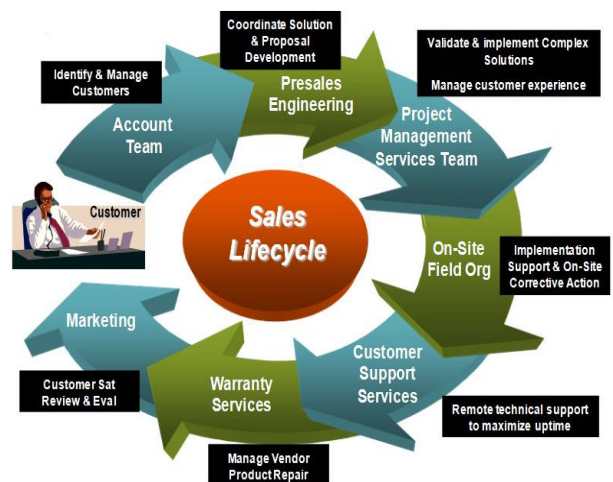 Coordinate Solution
& Proposal
Development
Validate & implement Complex
Solutions
Manage customer experience
Identify & Manage
Customers
Presales
Engineering
Account
Team
Project
Management
Services Team
Customer
Sales
Lifecycle
On-Site
Field Org
Implementation
Support & On-Site
Corrective Action
Marketing
Customer
Support
Services
Warranty
Services
Customer Sat
Review & Eval
Remote technical support
to maximize uptime
Manage Vendor
Product Repair